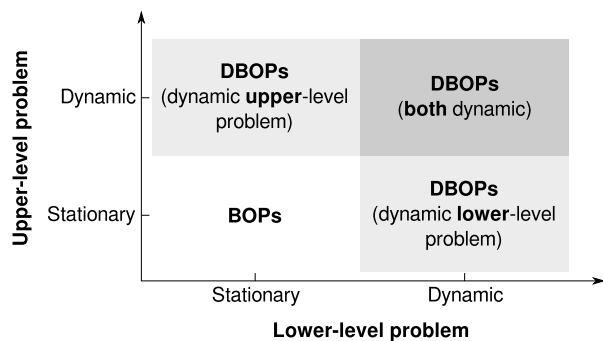 Upper-level problem
Dynamic
Stationary
DBOPs
(dynamic upper-level
problem)
DBOPs
(both dynamic)
BOPs
DBOPs
(dynamic lower-level
problem)
Stationary
Dynamic
Lower-level problem